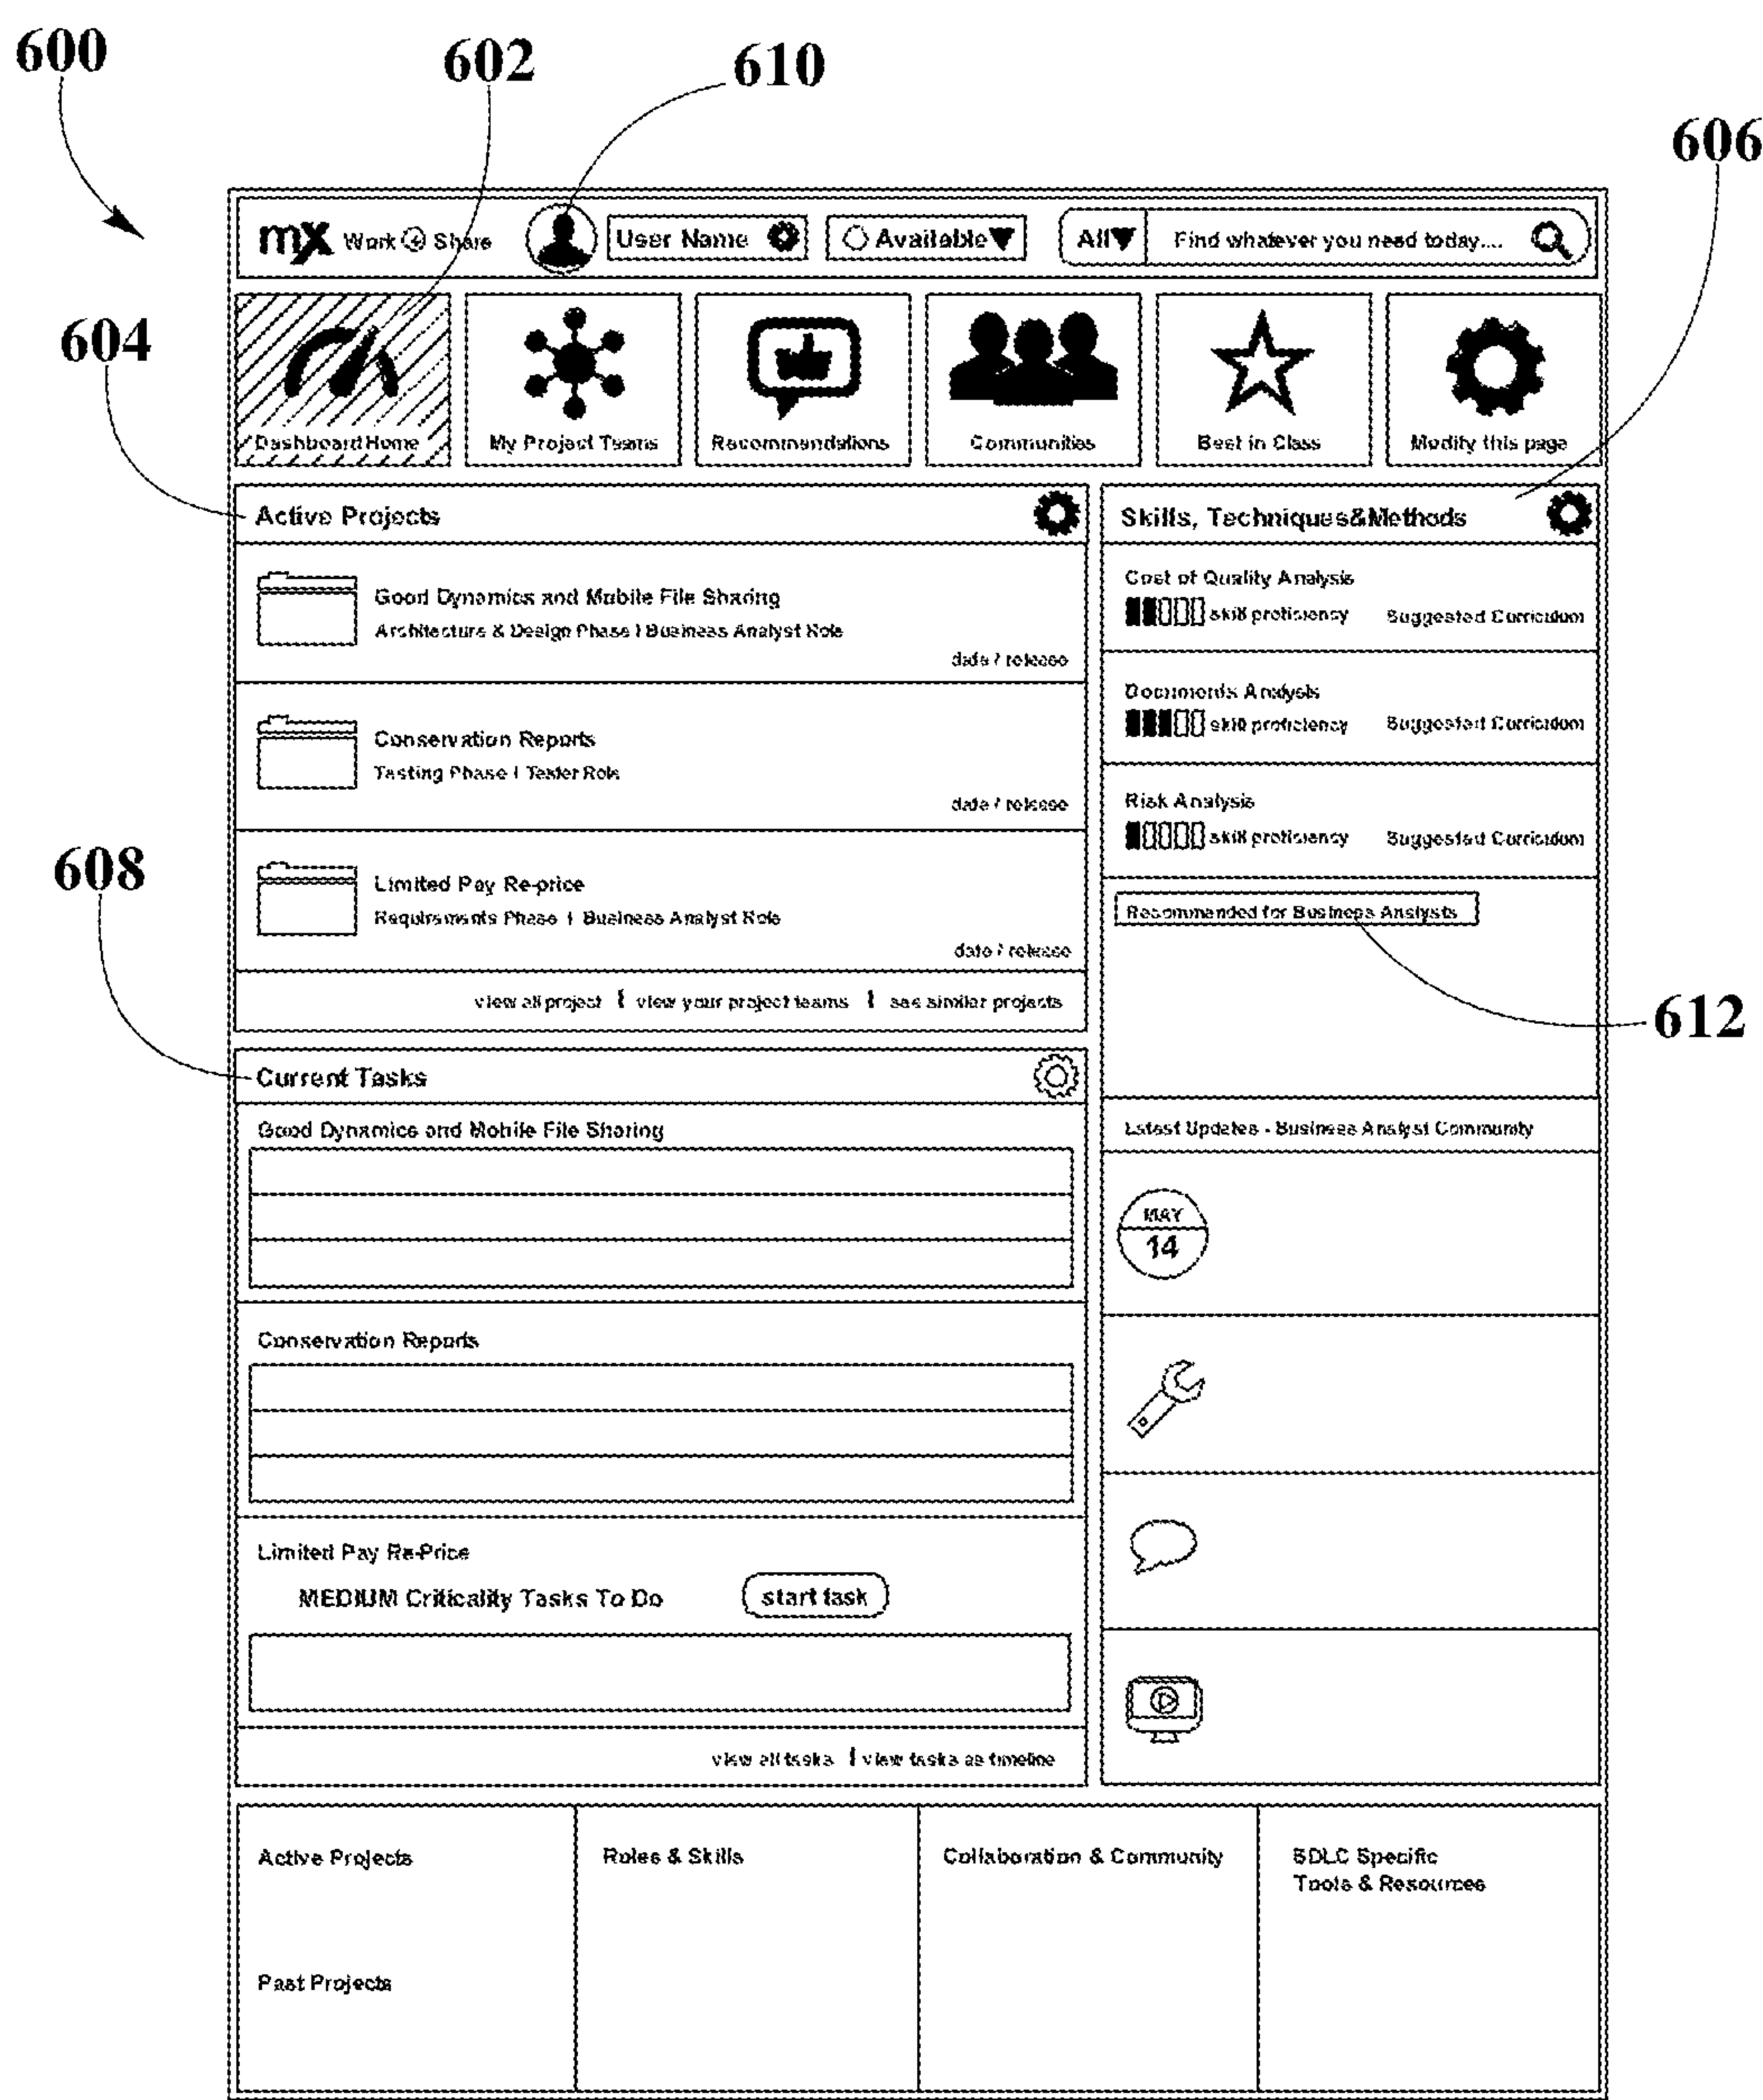 600
602
610
606
mx Work Share
User Name
Available
All
Find whatever you need today....
604
Dashboard Home
My Project Teams
Recommendations
Communities
Best in Class
Modify this page
Active Projects
Good Dynamics and Mobile File Sharing
Architecture & Design Phase | Business Analyst Role
date / release
Conservation Reports
Testing Phase | Tester Role
date / release
608
Limited Pay Re-price
Requirements Phase | Business Analyst Role
date / release
view all project | view your project teams | see similar projects
Skills, Techniques&Methods
Cost of Quality Analysis
skill proficiency Suggested Curriculum
Documents Analysis
skill proficiency Suggested Curriculum
Risk Analysis
skill proficiency Suggested Curriculum
Recommended for Business Analysts
612
Current Tasks
Good Dynamics and Mobile File Sharing
Conservation Reports
Limited Pay Re-Price
MEDIUM Criticality Tasks To Do
start task
view all tasks | view tasks as timeline
Latest Updates - Business Analyst Community
MAY
14
Active Projects
Past Projects
Roles & Skills
Collaboration & Community
SDLC Specific
Tools & Resources